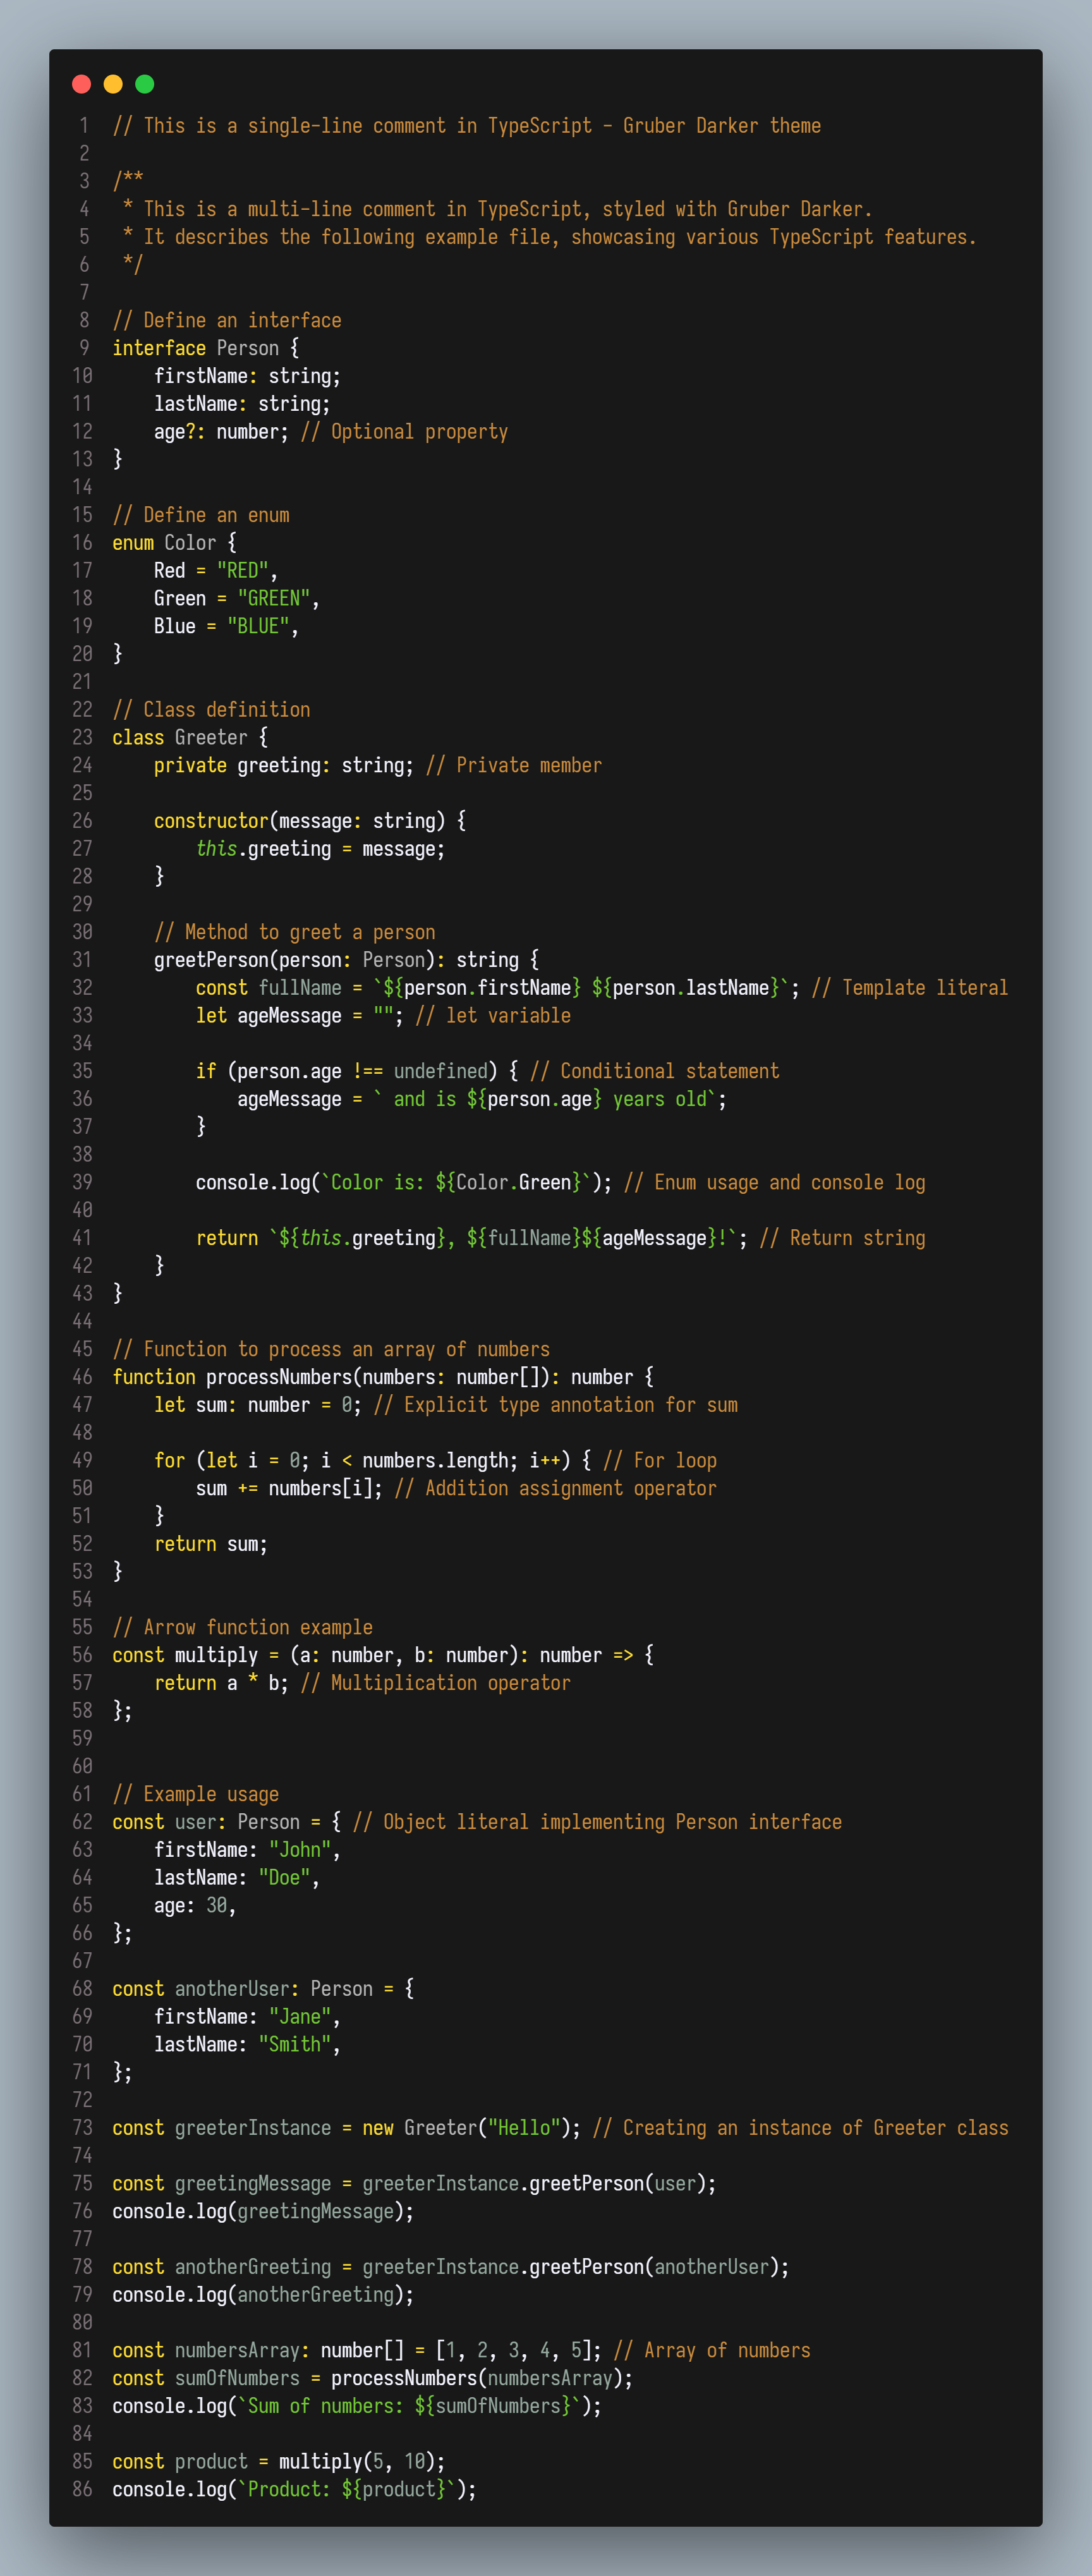 1 // This is a single-line comment in TypeScript - Gruber Darker theme
2
3 /**
4  * This is a multi-line comment in TypeScript, styled with Gruber Darker.
5  * It describes the following example file, showcasing various TypeScript features.
6  */
7
8 // Define an interface
9 interface Person {
10     firstName: string;
11     lastName: string;
12     age?: number; // Optional property
13 }
14
15 // Define an enum
16 enum Color {
17     Red = "RED",
18     Green = "GREEN",
19     Blue = "BLUE",
20 }
21
22 // Class definition
23 class Greeter {
24     private greeting: string; // Private member
25
26     constructor(message: string) {
27         this.greeting = message;
28     }
29
30     // Method to greet a person
31     greetPerson(person: Person): string {
32         const fullName = `${person.firstName} ${person.lastName}`; // Template literal
33         let ageMessage = ""; // let variable
34
35         if (person.age !== undefined) { // Conditional statement
36             ageMessage = ` and is ${person.age} years old`;
37         }
38
39         console.log(`Color is: ${Color.Green}`); // Enum usage and console log
40
41         return `${this.greeting}, ${fullName}${ageMessage}!`; // Return string
42     }
43 }
44
45 // Function to process an array of numbers
46 function processNumbers(numbers: number[]): number {
47     let sum: number = 0; // Explicit type annotation for sum
48
49     for (let i = 0; i < numbers.length; i++) { // For loop
50         sum += numbers[i]; // Addition assignment operator
51     }
52     return sum;
53 }
54
55 // Arrow function example
56 const multiply = (a: number, b: number): number => {
57     return a * b; // Multiplication operator
58 };
59
60
61 // Example usage
62 const user: Person = { // Object literal implementing Person interface
63     firstName: "John",
64     lastName: "Doe",
65     age: 30,
66 };
67
68 const anotherUser: Person = {
69     firstName: "Jane",
70     lastName: "Smith",
71 };
72
73 const greeterInstance = new Greeter("Hello"); // Creating an instance of Greeter class
74
75 const greetingMessage = greeterInstance.greetPerson(user);
76 console.log(greetingMessage);
77
78 const anotherGreeting = greeterInstance.greetPerson(anotherUser);
79 console.log(anotherGreeting);
80
81 const numbersArray: number[] = [1, 2, 3, 4, 5]; // Array of numbers
82 const sumOfNumbers = processNumbers(numbersArray);
83 console.log(`Sum of numbers: ${sumOfNumbers}`);
84
85 const product = multiply(5, 10);
86 console.log(`Product: ${product}`);